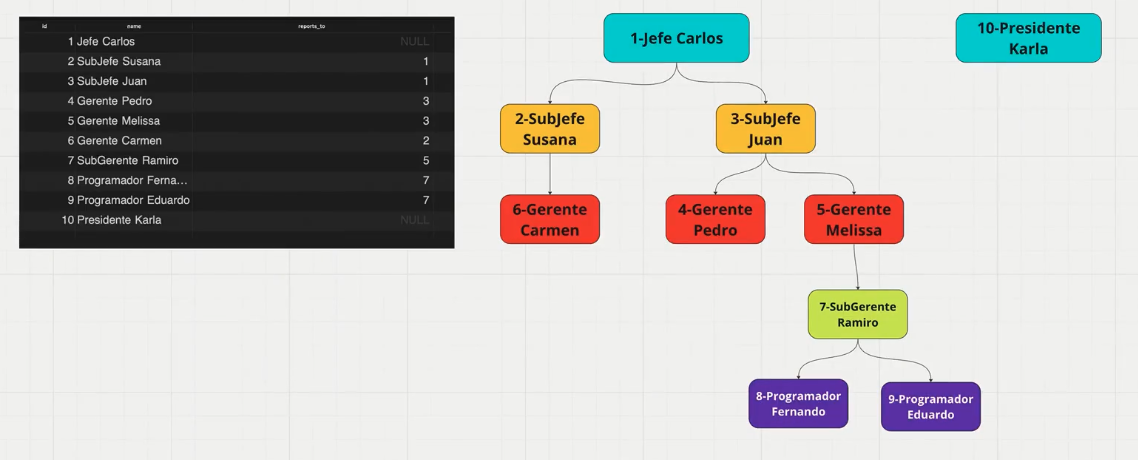 id name reports_to
1 Jefe Carlos NULL
2 SubJefe Susana 1
3 SubJefe Juan 1
4 Gerente Pedro 3
5 Gerente Melissa 3
6 Gerente Carmen 2
7 SubGerente Ramiro 5
8 Programador Ferna... 7
9 Programador Eduardo 7
10 Presidente Karla NULL
1-Jefe Carlos
10-Presidente
Karla
2-SubJefe
Susana
3-SubJefe
Juan
6-Gerente
Carmen
4-Gerente
Pedro
5-Gerente
Melissa
7-SubGerente
Ramiro
8-Programador
Fernando
9-Programador
Eduardo